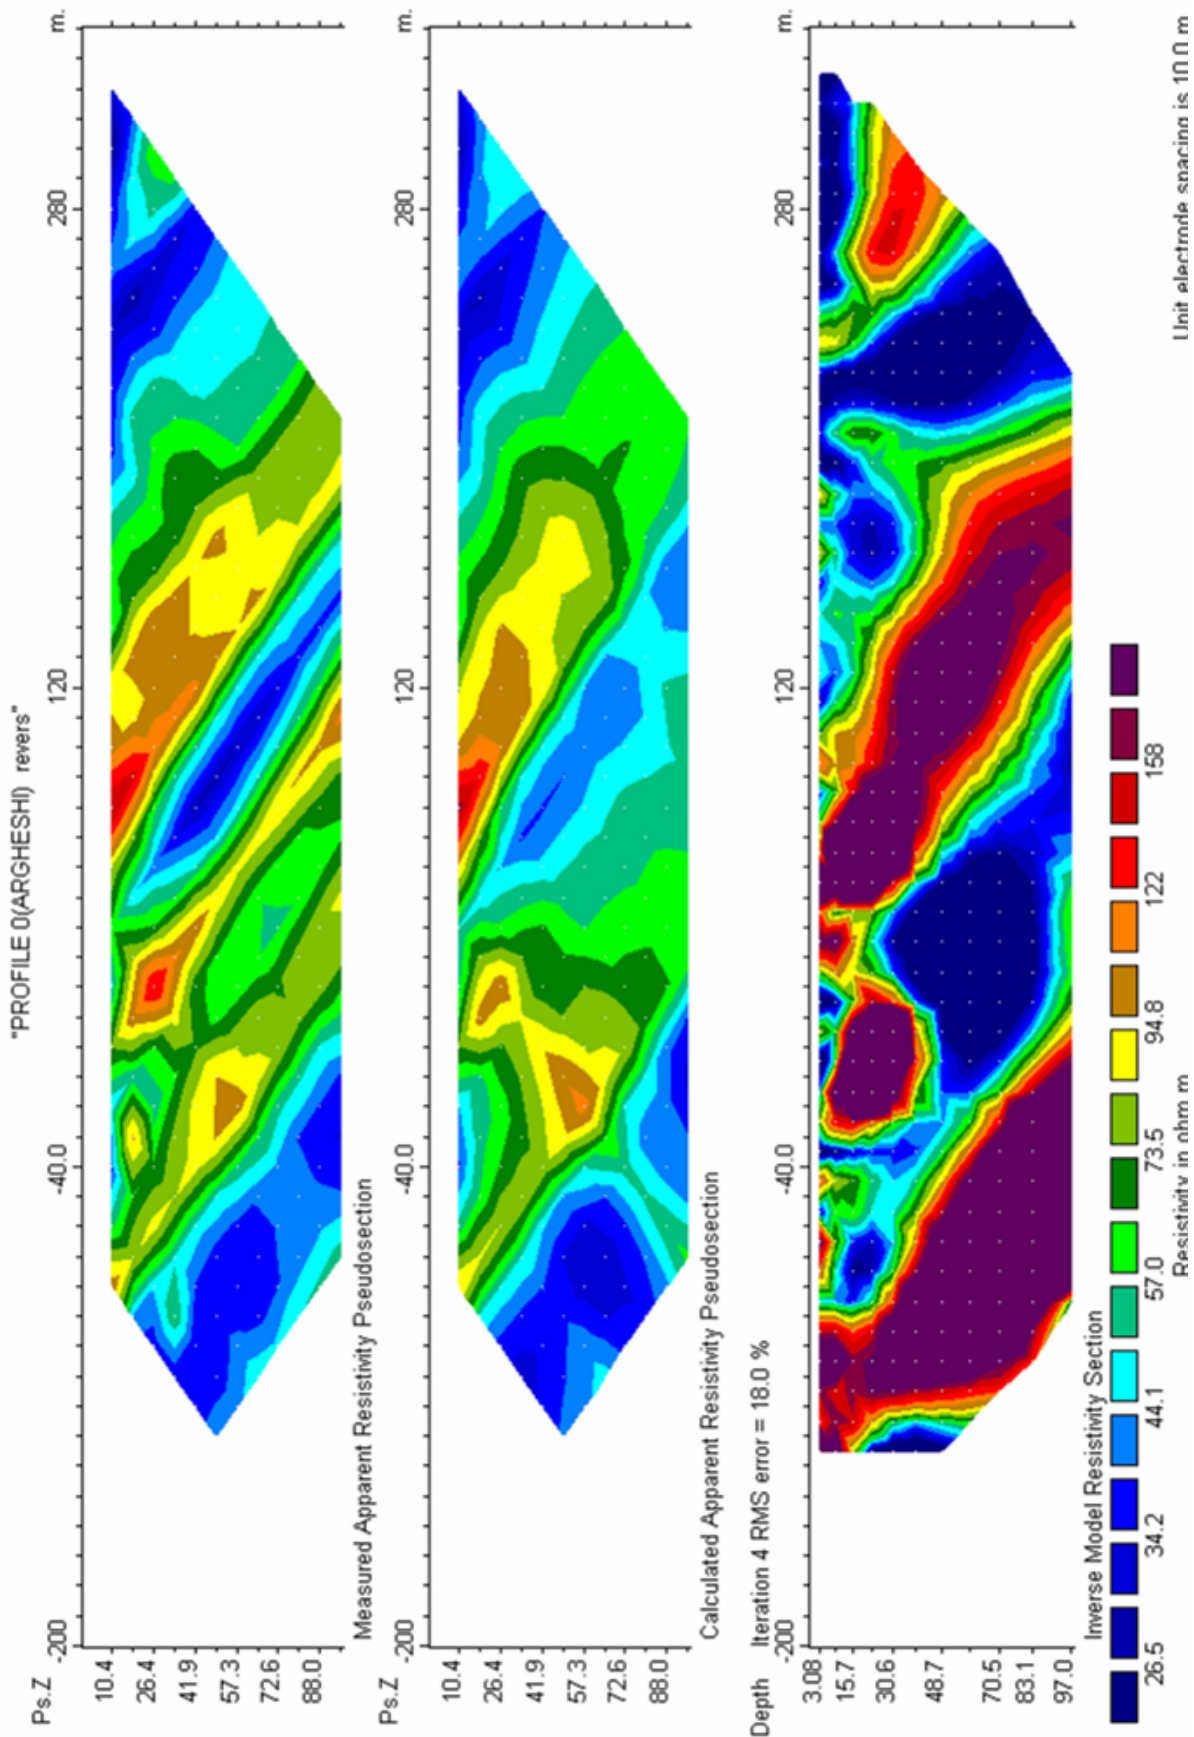 "PROFILE 0(ARGHESHI)  revers"
Ps.Z -200 -40.0 120 280 m.
10.4
26.4
41.9
57.3
72.6
88.0
Measured Apparent Resistivity Pseudosection
Ps.Z -200 -40.0 120 280 m.
10.4
26.4
41.9
57.3
72.6
88.0
Calculated Apparent Resistivity Pseudosection
Depth Iteration 4 RMS error = 18.0 %
-200 -40.0 120 280 m.
3.08
15.7
30.6
48.7
70.5
83.1
97.0
Inverse Model Resistivity Section
26.5 34.2 44.1 57.0 73.5 94.8 122 158
Resistivity in ohm.m
Unit electrode spacing is 10.0 m